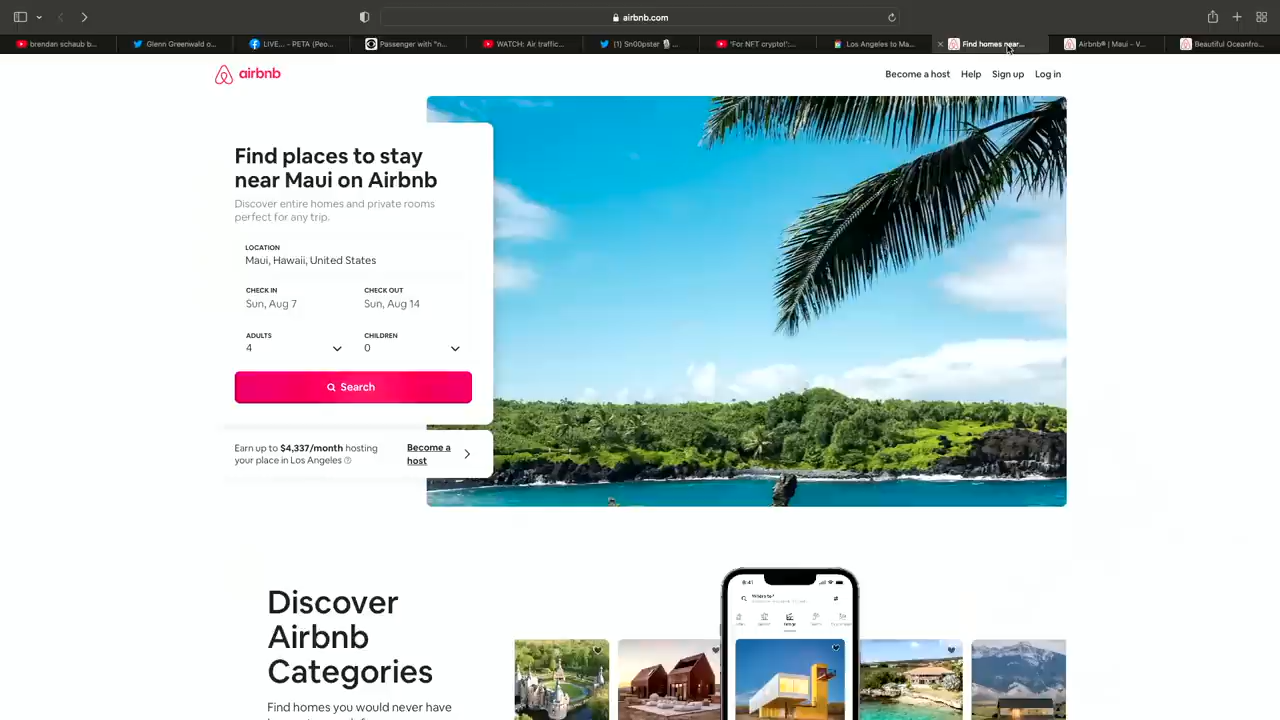 airbnb.com
brendan schaub b...
Glenn Greenwald o...
LIVE... – PETA (Peo...
Passenger with "n...
WATCH: Air traffic...
(1) Sn00pster
'For NFT crypto!':...
Los Angeles to Ma...
Find homes near...
Airbnb® | Maui - V...
Beautiful Oceanfro...
airbnb
Become a host
Help
Sign up
Log in
Find places to stay
near Maui on Airbnb
Discover entire homes and private rooms
perfect for any trip.
LOCATION
Maui, Hawaii, United States
CHECK IN
CHECK OUT
Sun, Aug 7
Sun, Aug 14
ADULTS
CHILDREN
4
0
Search
Earn up to $4,337/month hosting
your place in Los Angeles
Become a
host
Discover
Airbnb
Categories
Find homes you would never have
9:41
Where to?